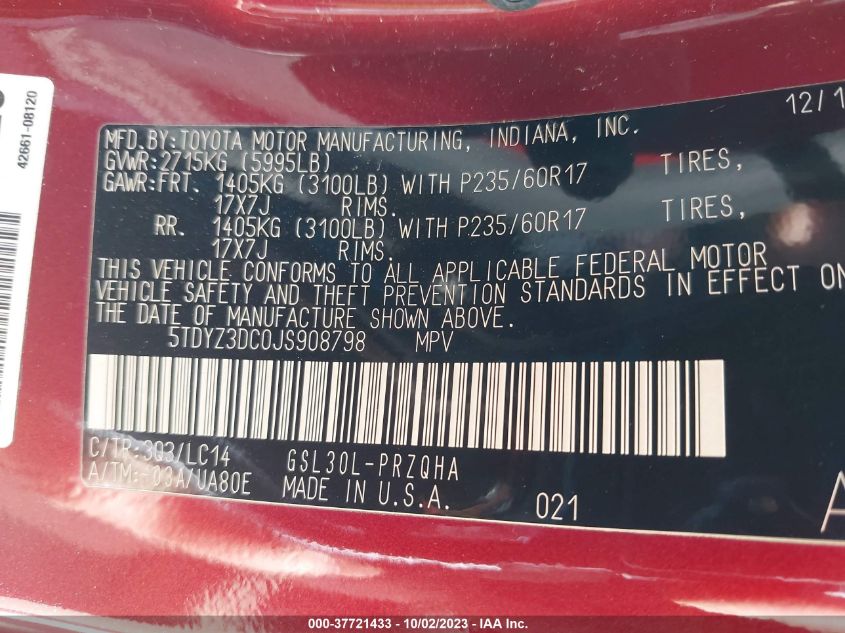 42661-08120
12/1
MFD.BY:TOYOTA MOTOR MANUFACTURING, INDIANA, INC.
GVWR:2715KG (5995LB)
GAWR:FRT. 1405KG (3100LB) WITH P235/60R17 TIRES,
17X7J RIMS.
RR. 1405KG (3100LB) WITH P235/60R17 TIRES,
17X7J RIMS.
THIS VEHICLE CONFORMS TO ALL APPLICABLE FEDERAL MOTOR
VEHICLE SAFETY AND THEFT PREVENTION STANDARDS IN EFFECT ON
THE DATE OF MANUFACTURE SHOWN ABOVE.
5TDYZ3DC0JS908798 MPV
C/TR:3Q3/LC14 GSL30L-PRZQHA
A/TM:-03A/UA80E MADE IN U.S.A. 021
000-37721433 - 10/02/2023 - IAA Inc.